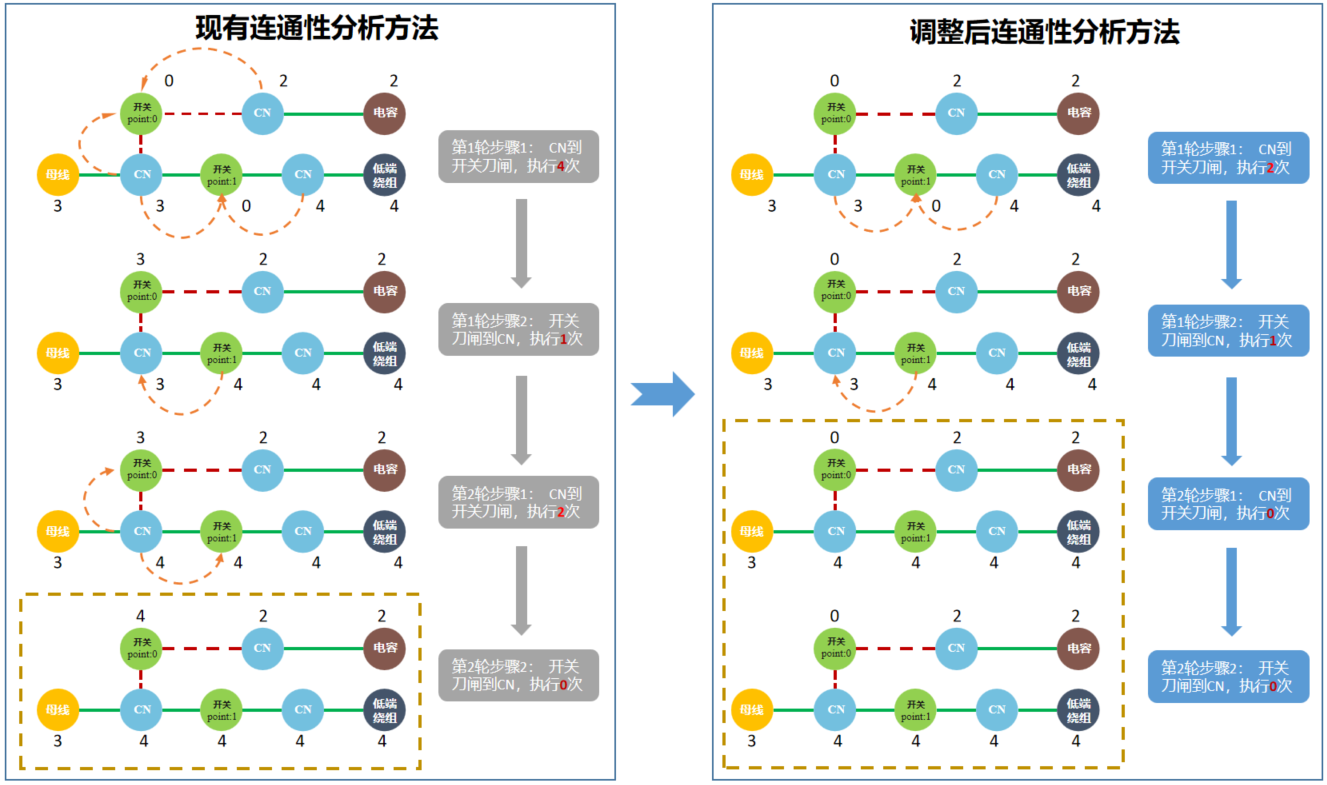 现有连通性分析方法
0
2
2
开关
point:0
CN
电容
母线
CN
开关
point:1
CN
低端
绕组
3
3
0
4
4
第1轮步骤1： CN到
开关刀闸，执行4次
3
2
2
开关
point:0
CN
电容
母线
CN
开关
point:1
CN
低端
绕组
3
3
4
4
4
第1轮步骤2： 开关
刀闸到CN，执行1次
3
2
2
开关
point:0
CN
电容
母线
CN
开关
point:1
CN
低端
绕组
3
4
4
4
4
第2轮步骤1： CN到
开关刀闸，执行2次
4
2
2
开关
point:0
CN
电容
母线
CN
开关
point:1
CN
低端
绕组
3
4
4
4
4
第2轮步骤2： 开关
刀闸到CN，执行0次
调整后连通性分析方法
0
2
2
开关
point:0
CN
电容
母线
CN
开关
point:1
CN
低端
绕组
3
3
0
4
4
第1轮步骤1： CN到
开关刀闸，执行2次
0
2
2
开关
point:0
CN
电容
母线
CN
开关
point:1
CN
低端
绕组
3
3
4
4
4
第1轮步骤2： 开关
刀闸到CN，执行1次
0
2
2
开关
point:0
CN
电容
母线
CN
开关
point:1
CN
低端
绕组
3
4
4
4
4
第2轮步骤1： CN到
开关刀闸，执行0次
0
2
2
开关
point:0
CN
电容
母线
CN
开关
point:1
CN
低端
绕组
3
4
4
4
4
第2轮步骤2： 开关
刀闸到CN，执行0次